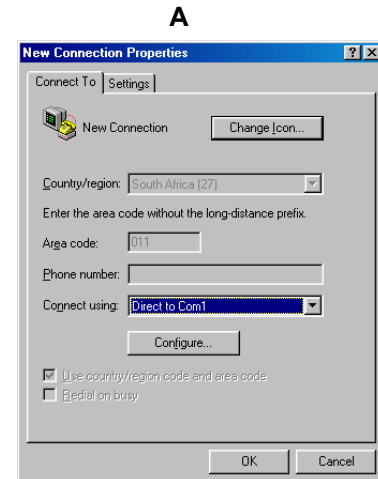 A
New Connection Properties
Connect To Settings
New Connection Change Icon...
Country/region: South Africa (27)
Enter the area code without the long-distance prefix.
Area code: 011
Phone number:
Connect using: Direct to Com1
Configure...
Use country/region code and area code
Redial on busy
OK Cancel